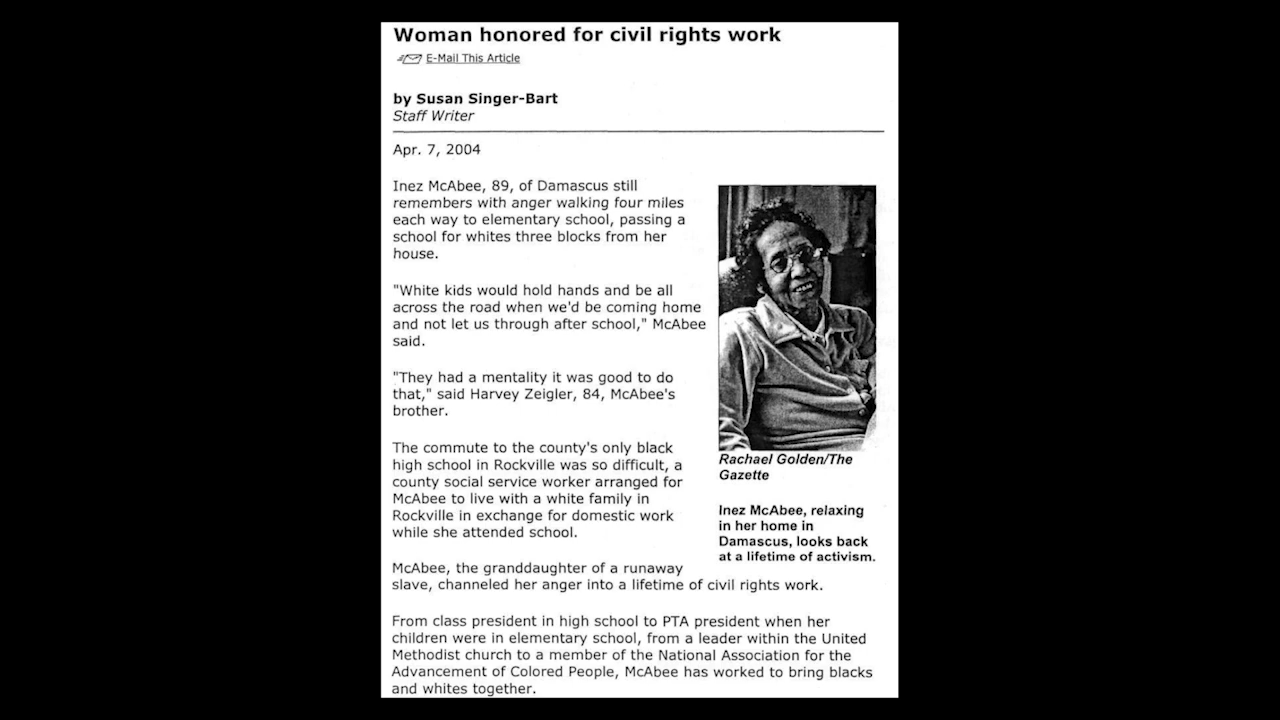 Woman honored for civil rights work
E-Mail This Article
by Susan Singer-Bart
Staff Writer
Apr. 7, 2004
Inez McAbee, 89, of Damascus still
remembers with anger walking four miles
each way to elementary school, passing a
school for whites three blocks from her
house.
"White kids would hold hands and be all
across the road when we'd be coming home
and not let us through after school," McAbee
said.
"They had a mentality it was good to do
that," said Harvey Zeigler, 84, McAbee's
brother.
The commute to the county's only black
high school in Rockville was so difficult, a
county social service worker arranged for
McAbee to live with a white family in
Rockville in exchange for domestic work
while she attended school.
Rachael Golden/The
Gazette
Inez McAbee, relaxing
in her home in
Damascus, looks back
at a lifetime of activism.
McAbee, the granddaughter of a runaway
slave, channeled her anger into a lifetime of civil rights work.
From class president in high school to PTA president when her
children were in elementary school, from a leader within the United
Methodist church to a member of the National Association for the
Advancement of Colored People, McAbee has worked to bring blacks
and whites together.